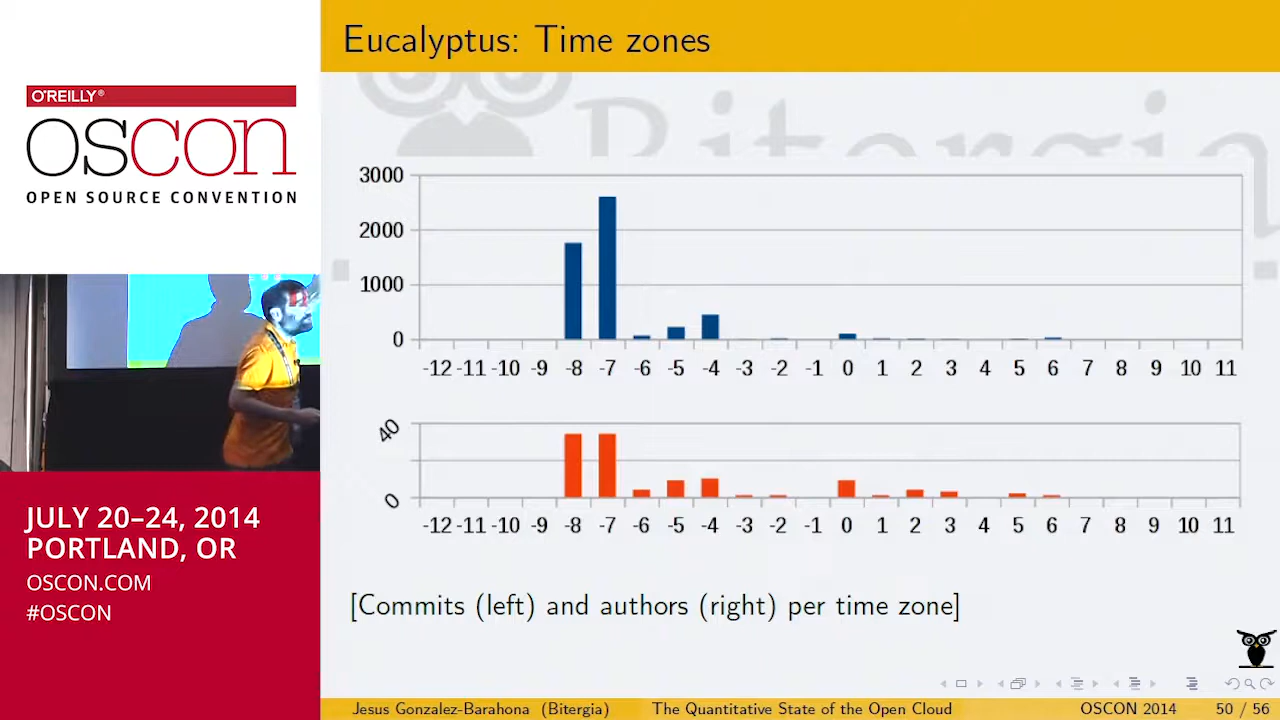 O'REILLY®
OSCON
OPEN SOURCE CONVENTION
JULY 20–24, 2014
PORTLAND, OR
OSCON.COM
#OSCON
Eucalyptus: Time zones
Bitergia
3000
2000
1000
0
-12 -11 -10 -9 -8 -7 -6 -5 -4 -3 -2 -1 0 1 2 3 4 5 6 7 8 9 10 11
40
0
-12 -11 -10 -9 -8 -7 -6 -5 -4 -3 -2 -1 0 1 2 3 4 5 6 7 8 9 10 11
[Commits (left) and authors (right) per time zone]
Jesus Gonzalez-Barahona (Bitergia) The Quantitative State of the Open Cloud OSCON 2014 50 / 56